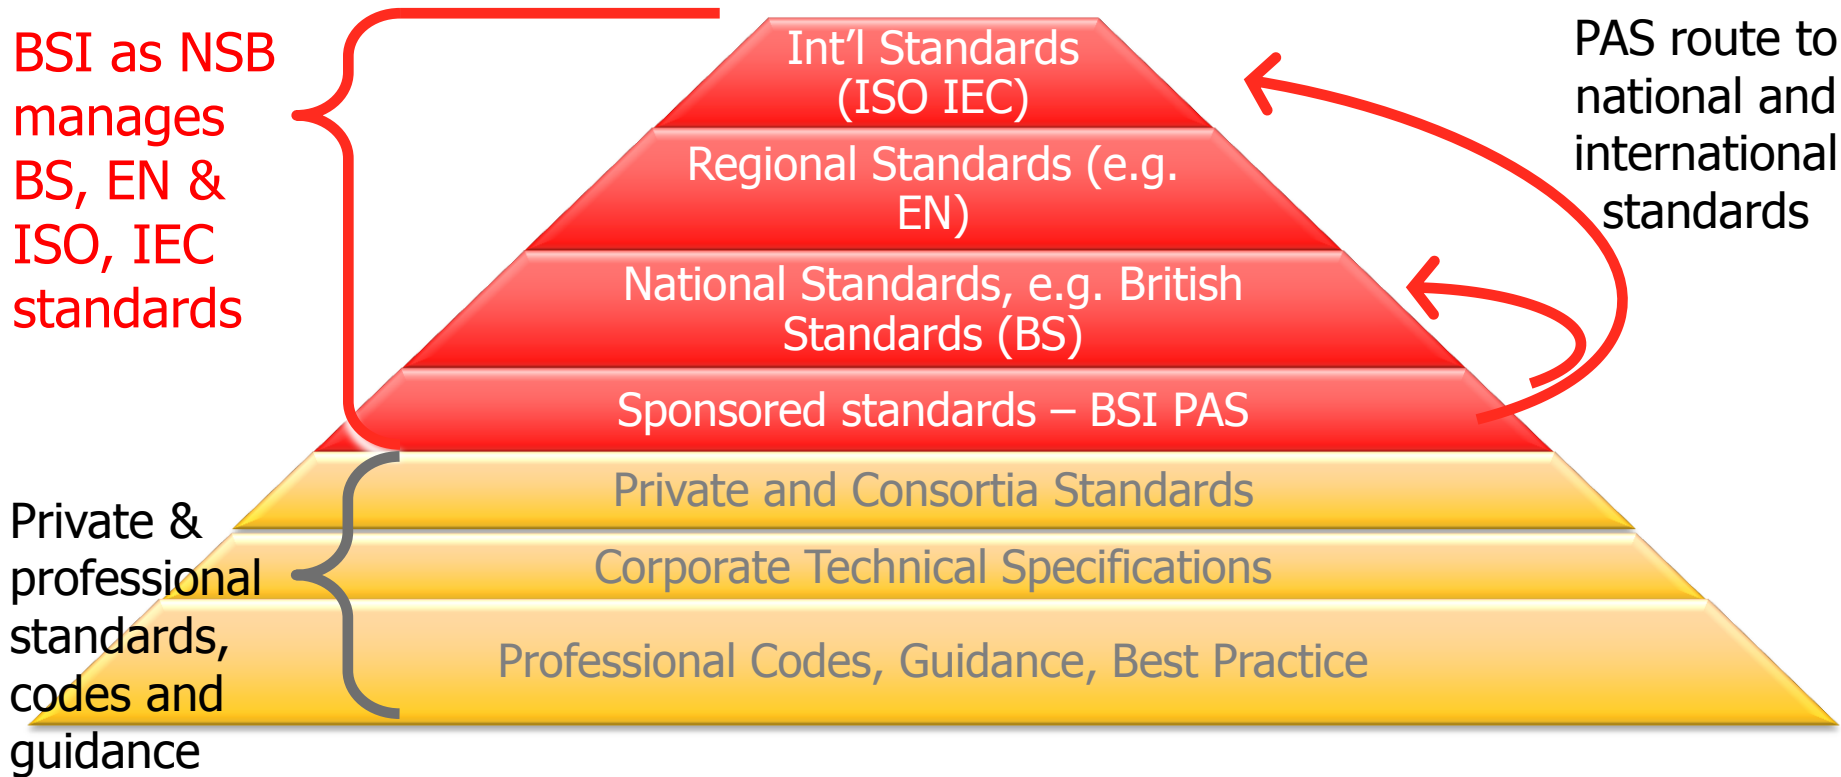 BSI as NSB
manages
BS, EN &
ISO, IEC
standards
Int’l Standards
(ISO IEC)
Regional Standards (e.g.
EN)
National Standards, e.g. British
Standards (BS)
Sponsored standards – BSI PAS
PAS route to
national and
international
standards
Private &
professional
standards,
codes and
guidance
Private and Consortia Standards
Corporate Technical Specifications
Professional Codes, Guidance, Best Practice